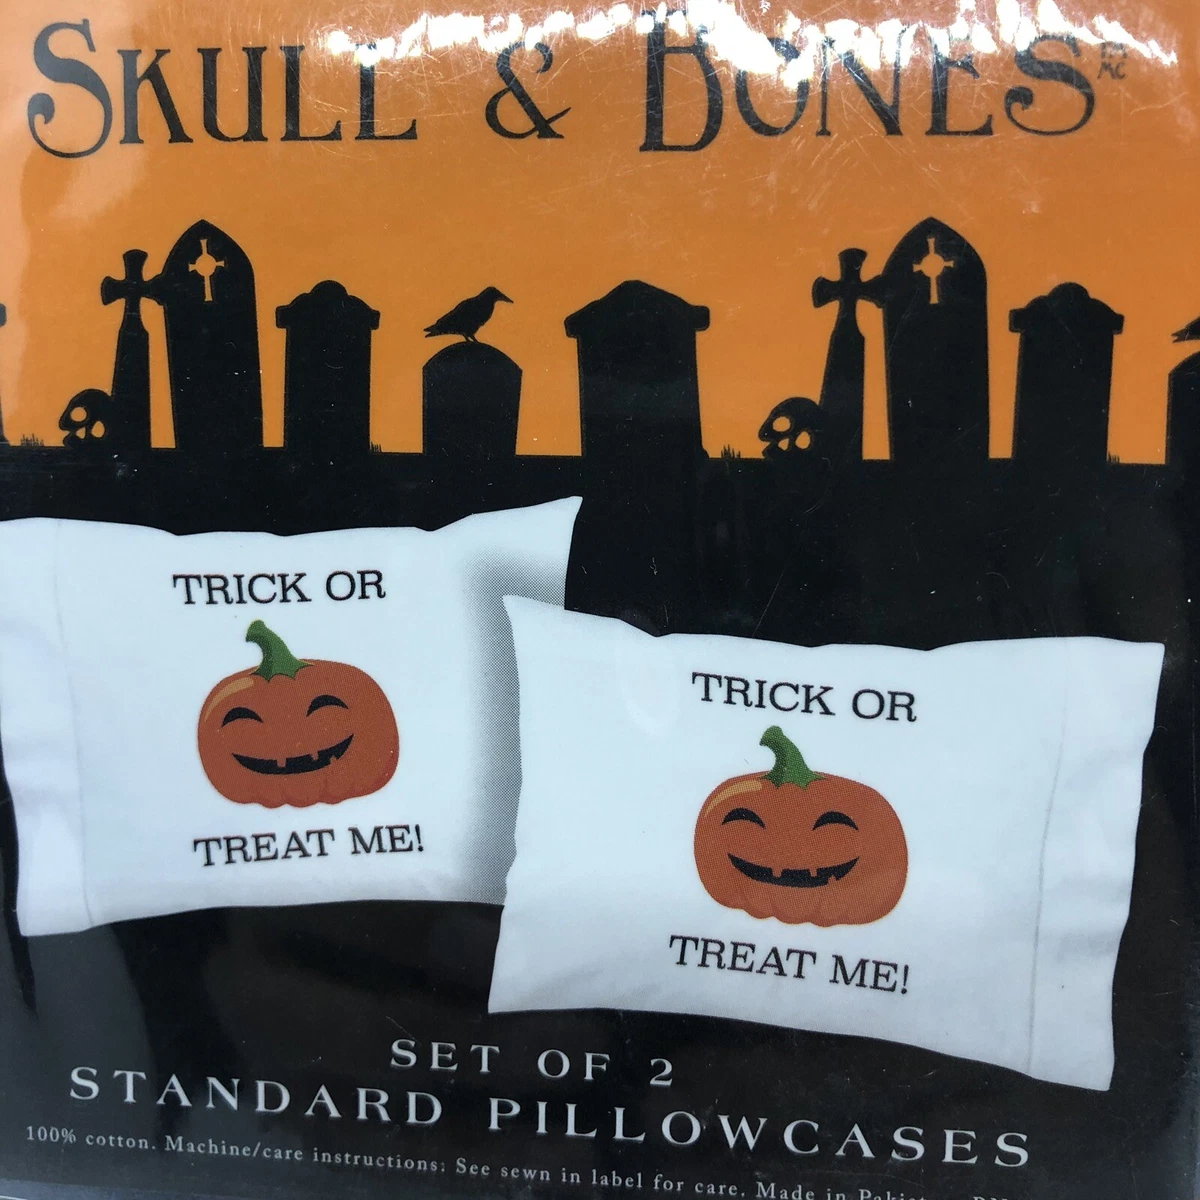 SKULL & BONES
TRICK OR
TREAT ME!
TRICK OR
TREAT ME!
SET OF 2
STANDARD PILLOWCASES
100% cotton. Machine/care instructions: See sewn in label for care. Made in